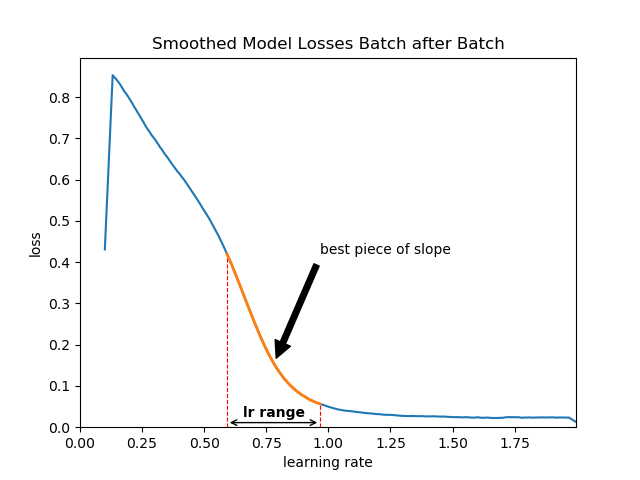 Smoothed Model Losses Batch after Batch
0.8
0.7
0.6
0.5
0.4
0.3
0.2
0.1
0.0
loss
best piece of slope
lr range
0.00 0.25 0.50 0.75 1.00 1.25 1.50 1.75
learning rate